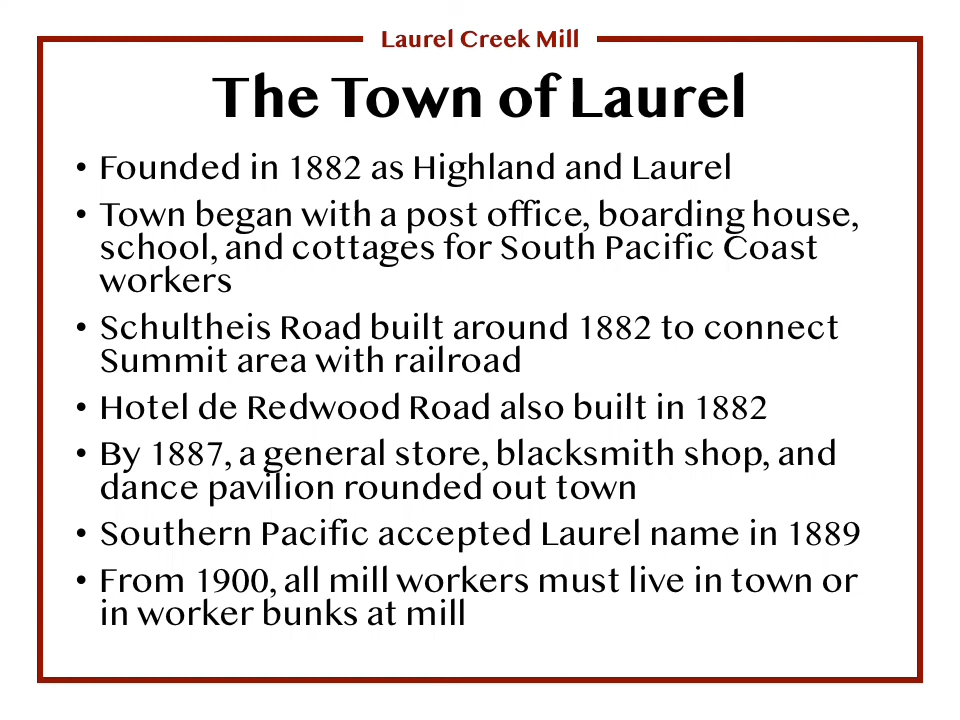 Laurel Creek Mill
The Town of Laurel
• Founded in 1882 as Highland and Laurel
• Town began with a post office, boarding house,
school, and cottages for South Pacific Coast
workers
• Schultheis Road built around 1882 to connect
Summit area with railroad
• Hotel de Redwood Road also built in 1882
• By 1887, a general store, blacksmith shop, and
dance pavilion rounded out town
• Southern Pacific accepted Laurel name in 1889
• From 1900, all mill workers must live in town or
in worker bunks at mill